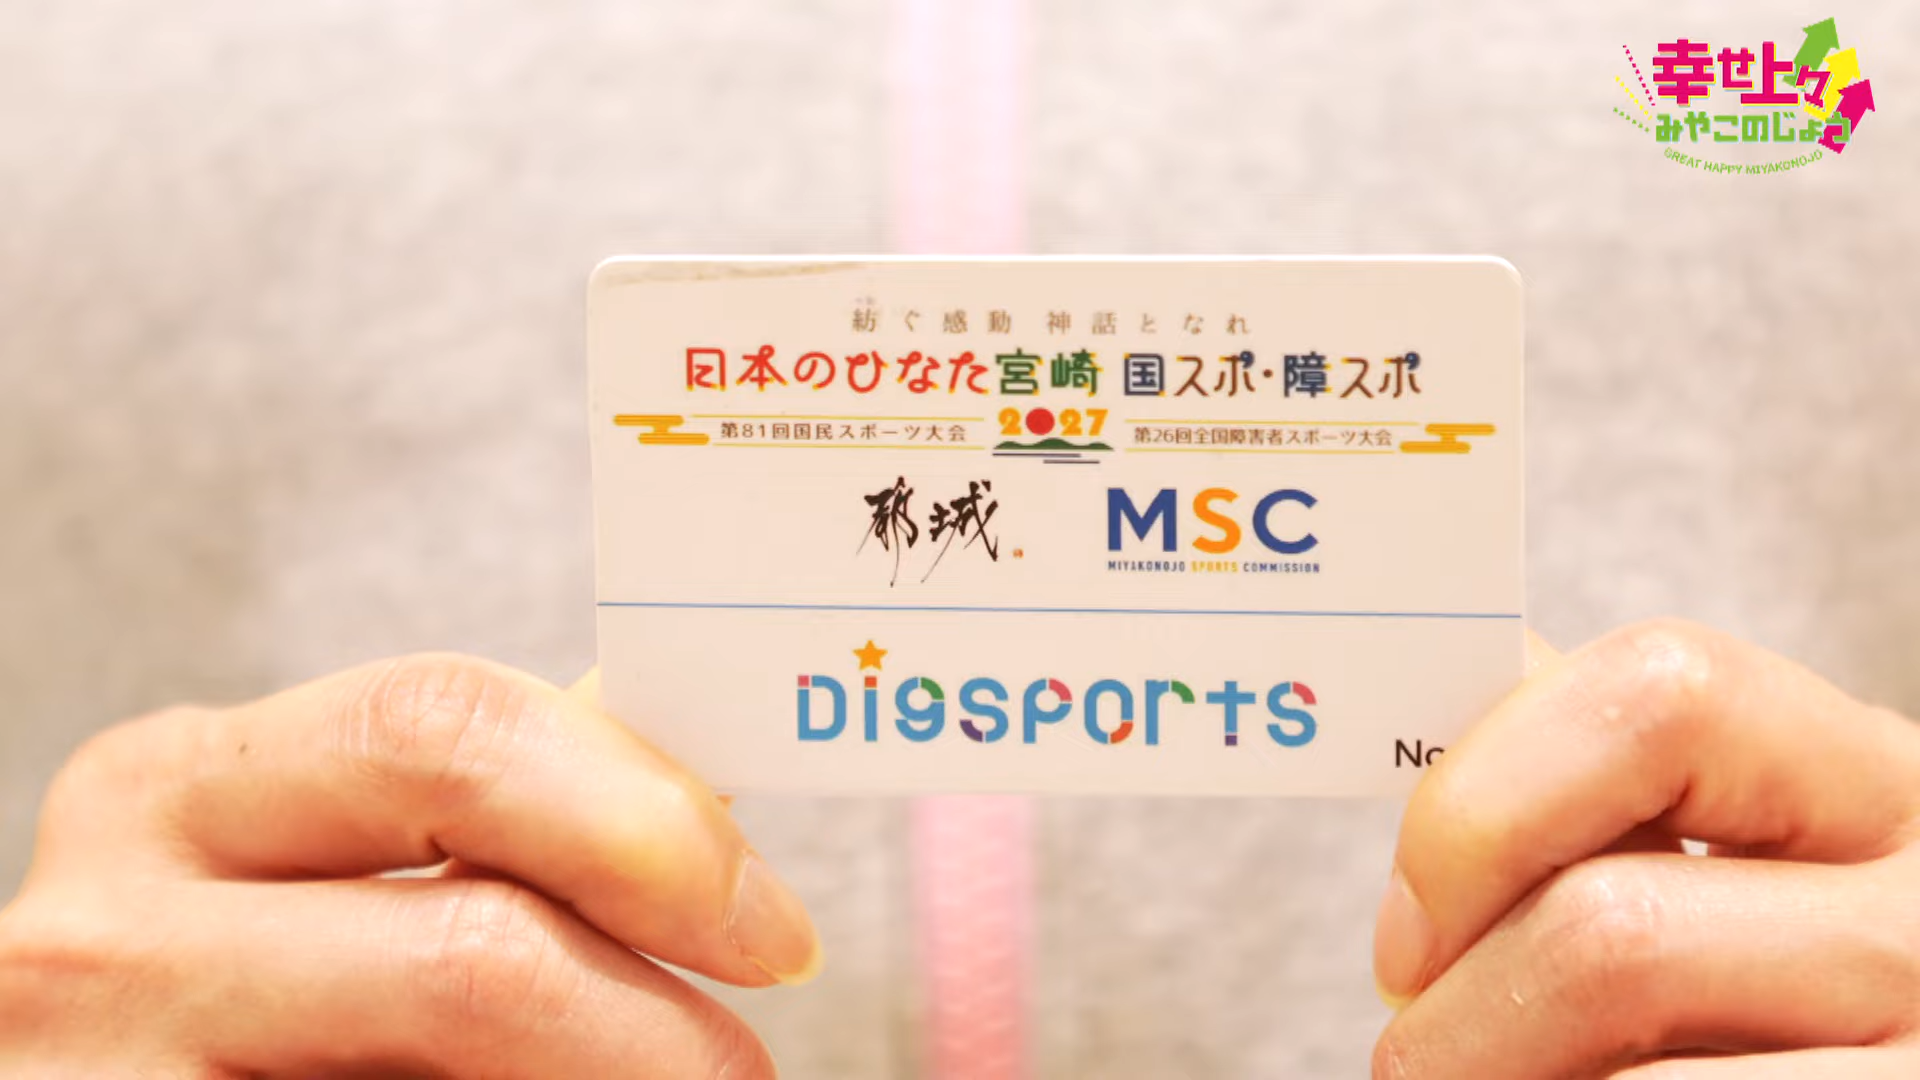 幸せ上々
みやこのじょう
GREAT HAPPY MIYAKONOJO
紡ぐ感動 神話となれ
日本のひなた宮崎 国スポ・障スポ
2027
第81回国民スポーツ大会
第26回全国障害者スポーツ大会
都城
MSC
MIYAKONOJO SPORTS COMMISSION
Digsports
No